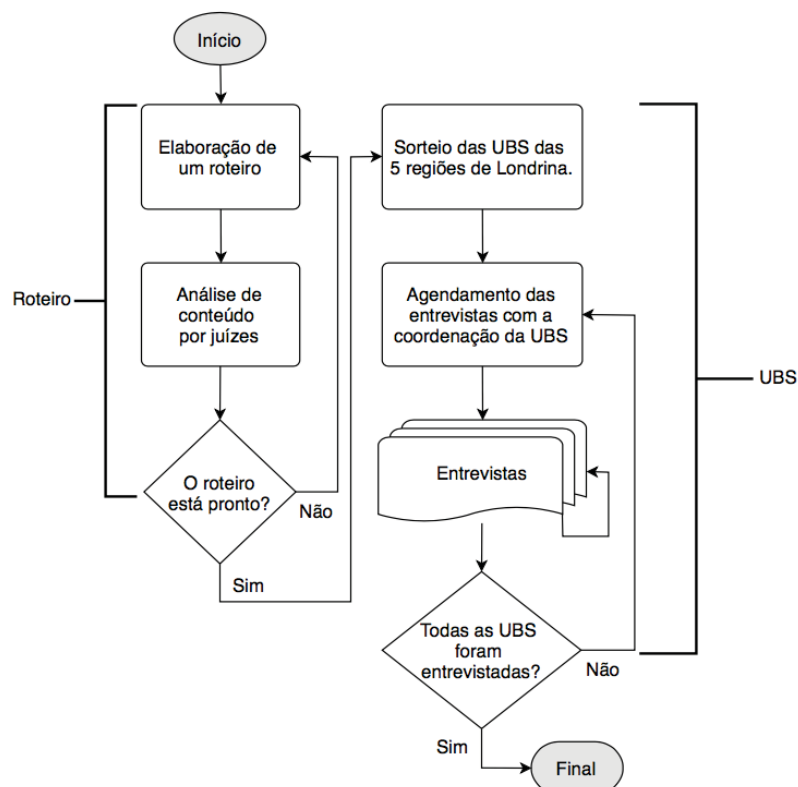 Início
Elaboração de
um roteiro
Análise de
conteúdo
por juízes
Roteiro
O roteiro
está pronto?
Não
Sim
Sorteio das UBS das
5 regiões de Londrina.
Agendamento das
entrevistas com a
coordenação da UBS
UBS
Entrevistas
Todas as UBS
foram
entrevistadas?
Não
Sim
Final